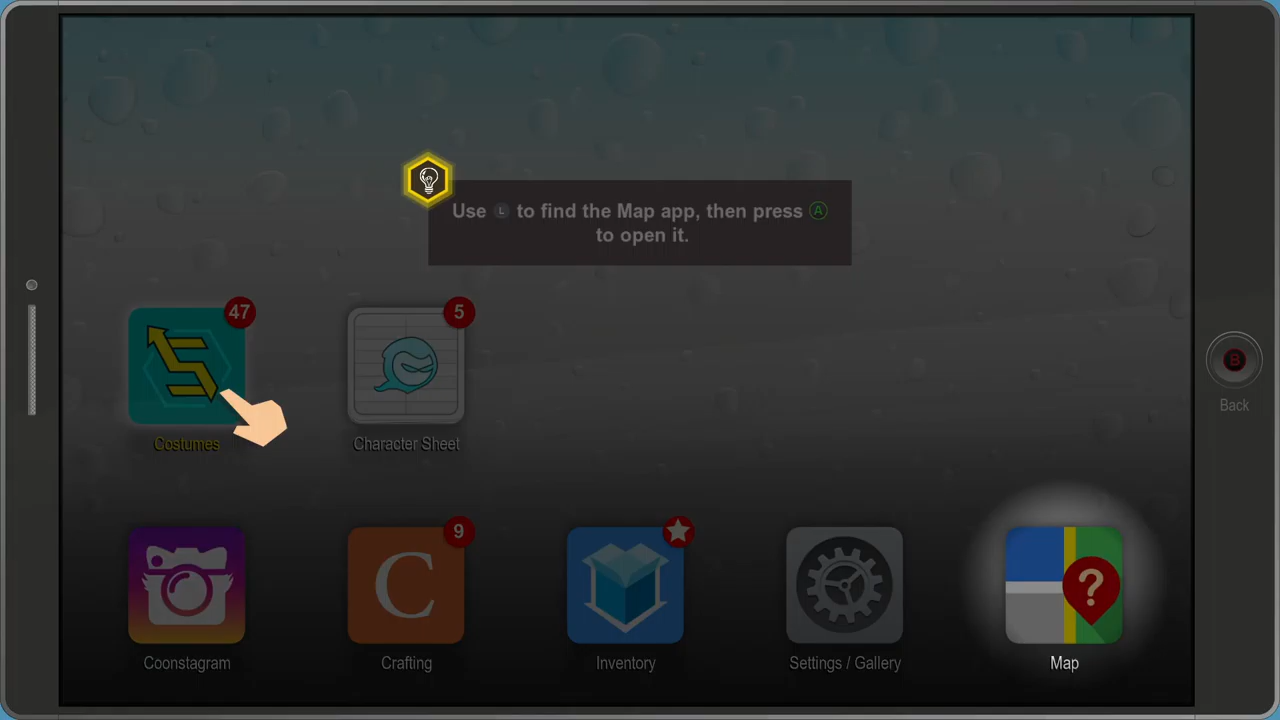 Use L to find the Map app, then press A
to open it.
47
5
B
Back
Costumes
Character Sheet
9
C
?
Coonstagram
Crafting
Inventory
Settings / Gallery
Map